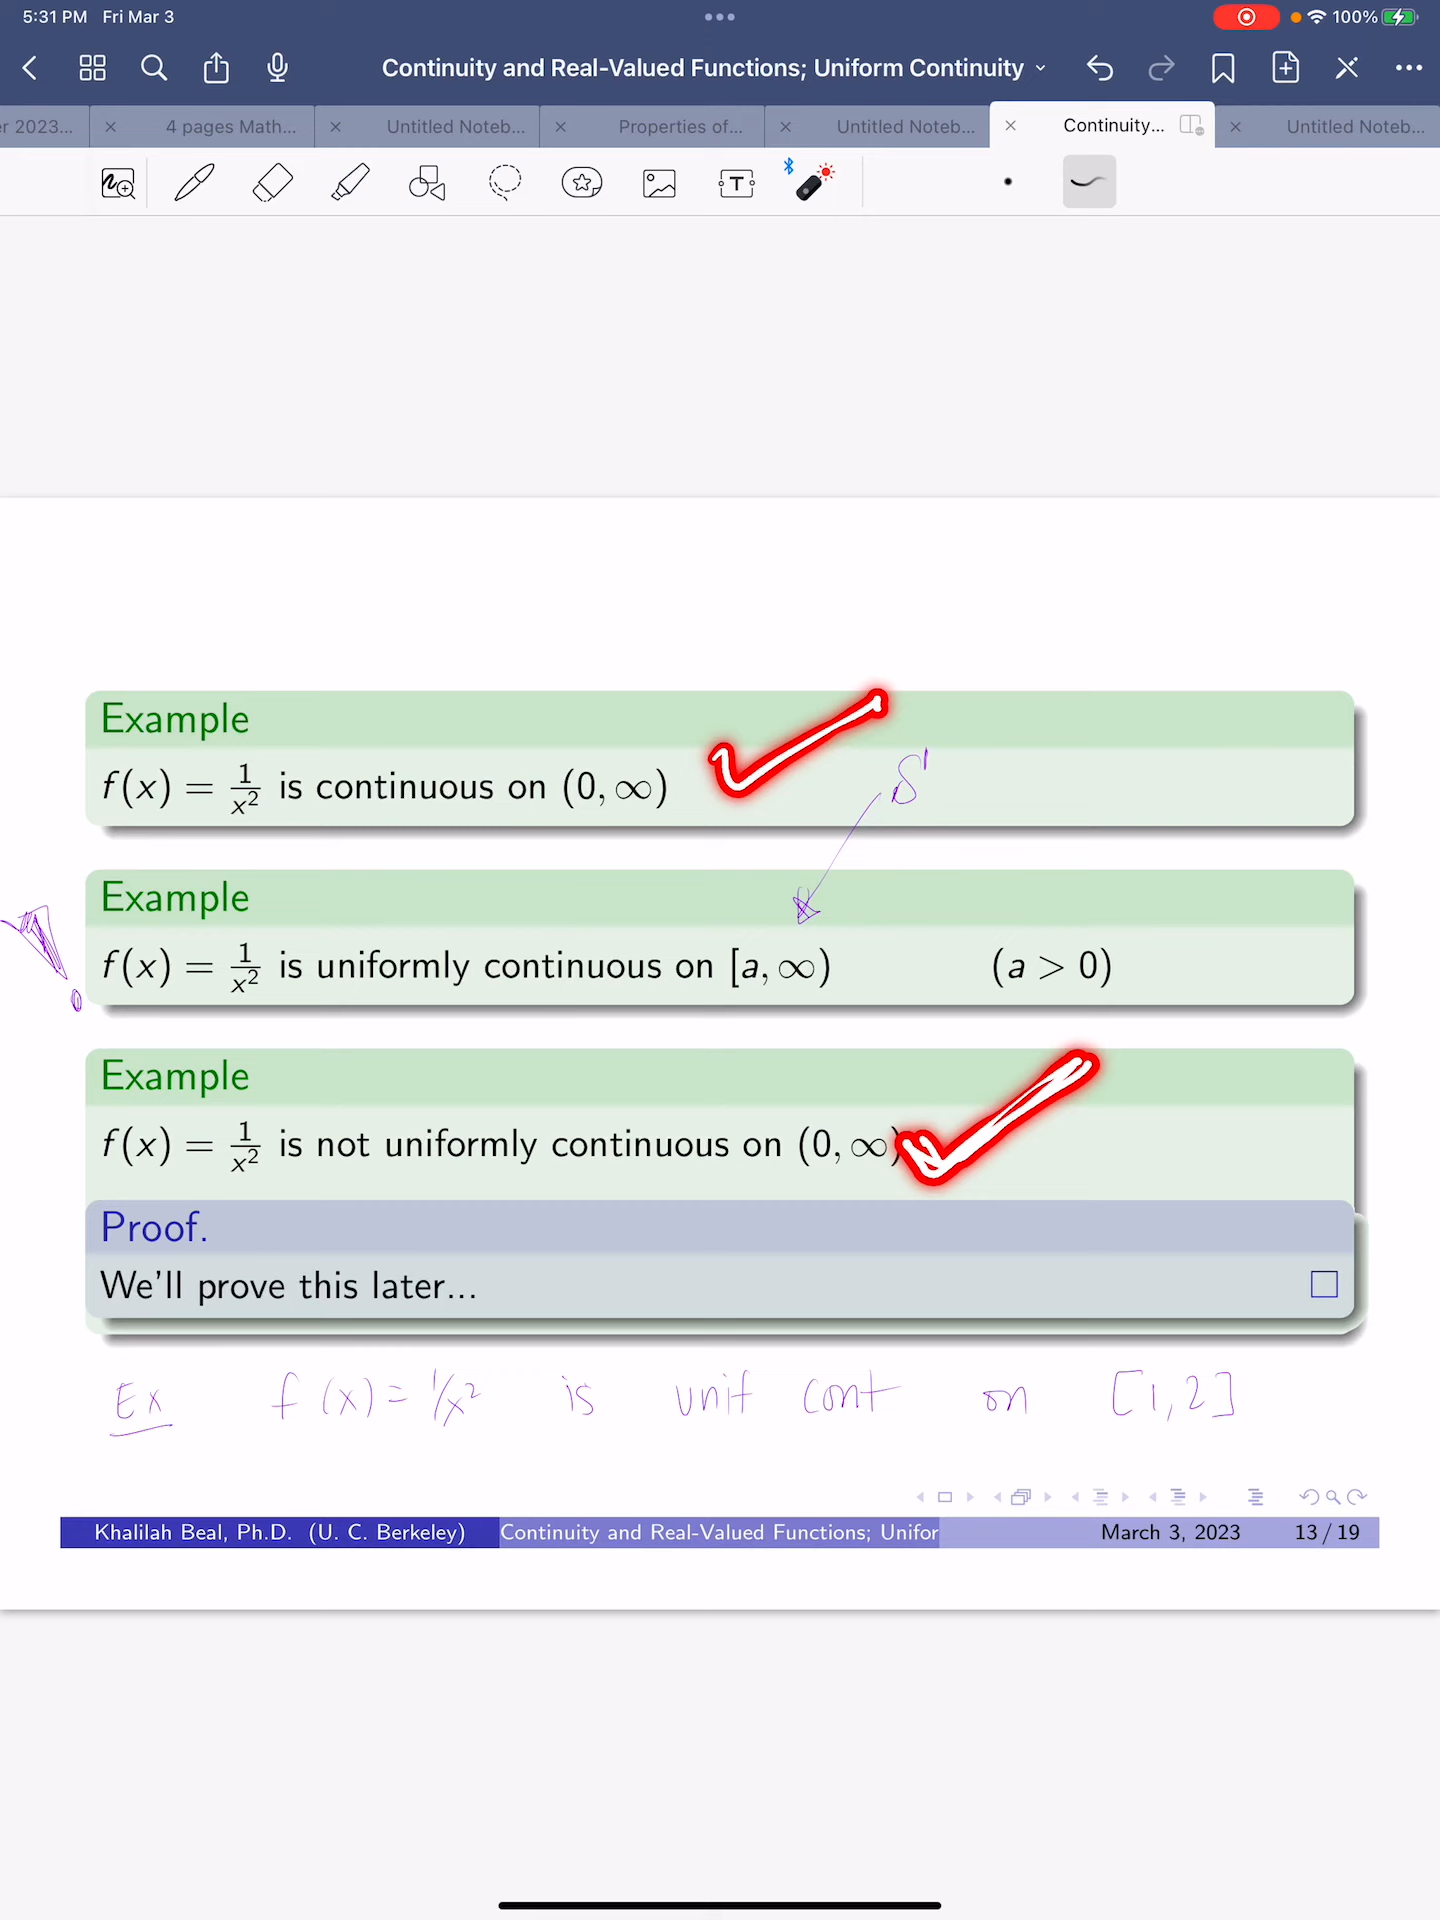 5:31 PM Fri Mar 3
100%
Continuity and Real-Valued Functions; Uniform Continuity
er 2023...
4 pages Math...
Untitled Noteb...
Properties of...
Untitled Noteb...
Continuity...
Untitled Noteb...
T
Example
f(x) = 1/x² is continuous on (0, ∞)
S'
Example
f(x) = 1/x² is uniformly continuous on [a, ∞) (a > 0)
Example
f(x) = 1/x² is not uniformly continuous on (0, ∞)
Proof.
We'll prove this later...
Ex f(x) = 1/x² is unif cont on [1,2]
Khalilah Beal, Ph.D. (U. C. Berkeley)
Continuity and Real-Valued Functions; Unifor
March 3, 2023
13 / 19